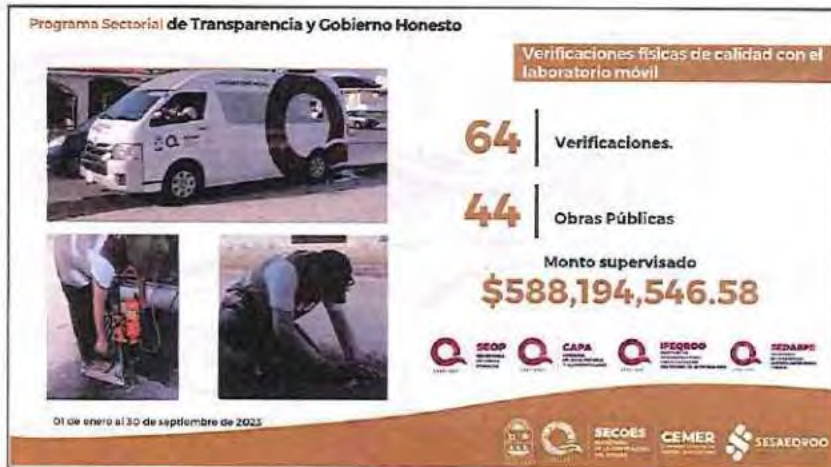 Programa Sectorial de Transparencia y Gobierno Honesto
Verificaciones físicas de calidad con el
laboratorio móvil
64 Verificaciones.
44 Obras Públicas
Monto supervisado
$588,194,546.58
SEOP
CAPA
IFEQROO
SEDARPE
01 de enero al 30 de septiembre de 2023
SECOES
CEMER
SESAEQROO